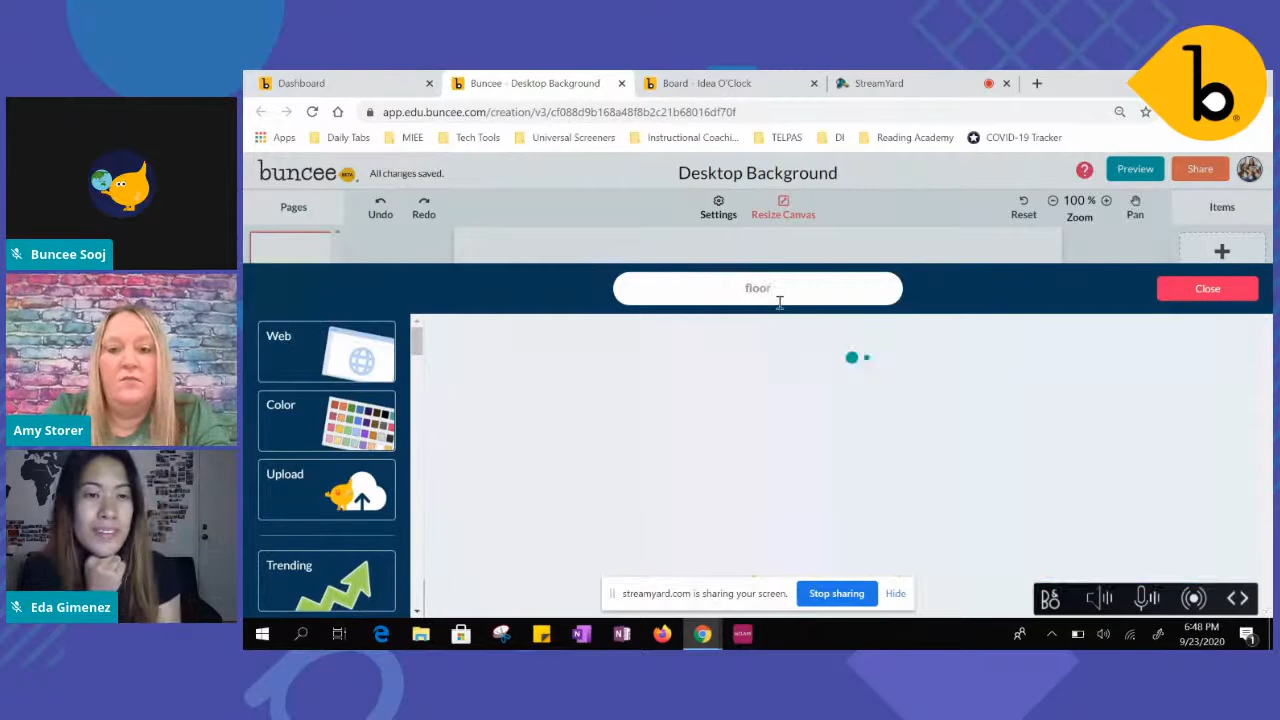 Dashboard
Buncee - Desktop Background
Board - Idea O'Clock
StreamYard
app.edu.buncee.com/creation/v3/cf088d9b168a48f8b2c21b68016df70f
Apps
Daily Tabs
MIEE
Tech Tools
Universal Screeners
Instructional Coachi...
TELPAS
DI
Reading Academy
COVID-19 Tracker
b
buncee BETA
All changes saved.
Desktop Background
?
Preview
Share
Pages
Undo
Redo
Settings
Resize Canvas
Reset
100 %
Zoom
Pan
Items
floor
Close
Web
Color
Upload
Trending
Buncee Sooj
Amy Storer
Eda Gimenez
streamyard.com is sharing your screen.
Stop sharing
Hide
6:48 PM
9/23/2020
1